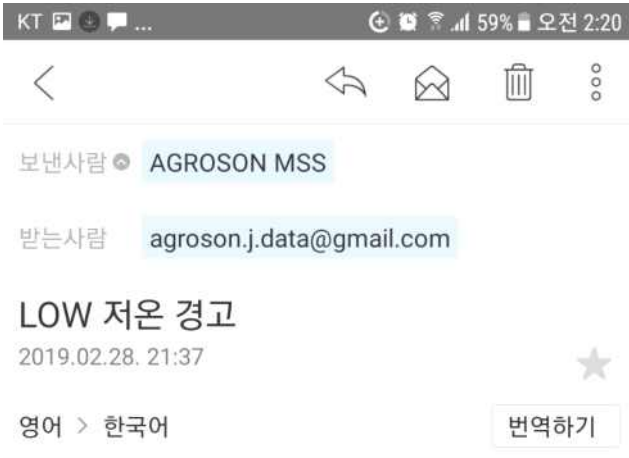 KT ... 59% 오전 2:20
보낸사람 AGROSON MSS
받는사람 agroson.j.data@gmail.com
LOW 저온 경고
2019.02.28. 21:37
영어 > 한국어 번역하기